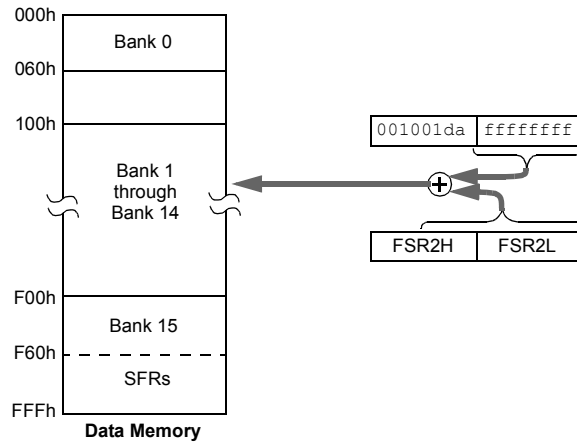 000h
Bank 0
060h
100h
001001da ffffffff
Bank 1
through
Bank 14
FSR2H FSR2L
F00h
Bank 15
F60h
SFRs
FFFh
Data Memory